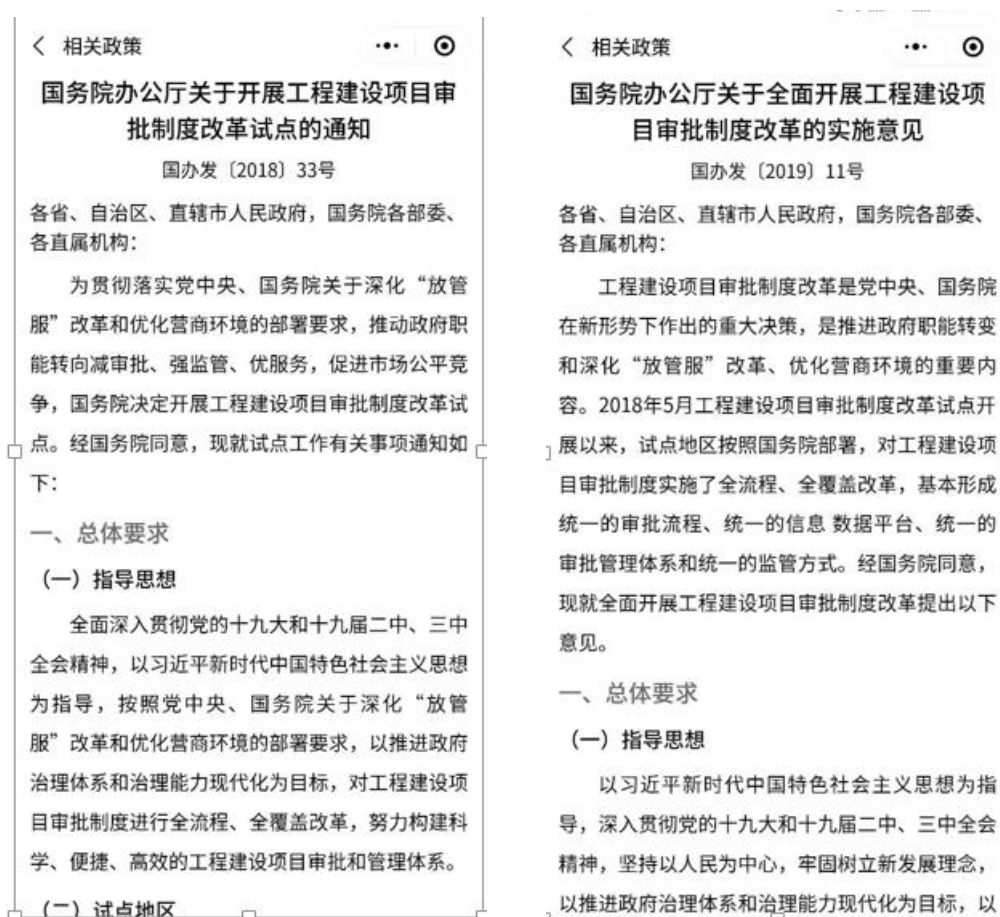 相关政策
国务院办公厅关于开展工程建设项目审
批制度改革试点的通知
国办发〔2018〕33号
各省、自治区、直辖市人民政府，国务院各部委、
各直属机构：
为贯彻落实党中央、国务院关于深化“放管
服”改革和优化营商环境的部署要求，推动政府职
能转向减审批、强监管、优服务，促进市场公平竞
争，国务院决定开展工程建设项目审批制度改革试
点。经国务院同意，现就试点工作有关事项通知如
下：
一、总体要求
（一）指导思想
全面深入贯彻党的十九大和十九届二中、三中
全会精神，以习近平新时代中国特色社会主义思想
为指导，按照党中央、国务院关于深化“放管
服”改革和优化营商环境的部署要求，以推进政府
治理体系和治理能力现代化为目标，对工程建设项
目审批制度进行全流程、全覆盖改革，努力构建科
学、便捷、高效的工程建设项目审批和管理体系。
（二）试点地区
相关政策
国务院办公厅关于全面开展工程建设项
目审批制度改革的实施意见
国办发〔2019〕11号
各省、自治区、直辖市人民政府，国务院各部委、
各直属机构：
工程建设项目审批制度改革是党中央、国务院
在新形势下作出的重大决策，是推进政府职能转变
和深化“放管服”改革、优化营商环境的重要内
容。2018年5月工程建设项目审批制度改革试点开
展以来，试点地区按照国务院部署，对工程建设项
目审批制度实施了全流程、全覆盖改革，基本形成
统一的审批流程、统一的信息 数据平台、统一的
审批管理体系和统一的监管方式。经国务院同意，
现就全面开展工程建设项目审批制度改革提出以下
意见。
一、总体要求
（一）指导思想
以习近平新时代中国特色社会主义思想为指
导，深入贯彻党的十九大和十九届二中、三中全会
精神，坚持以人民为中心，牢固树立新发展理念，
以推进政府治理体系和治理能力现代化为目标，以